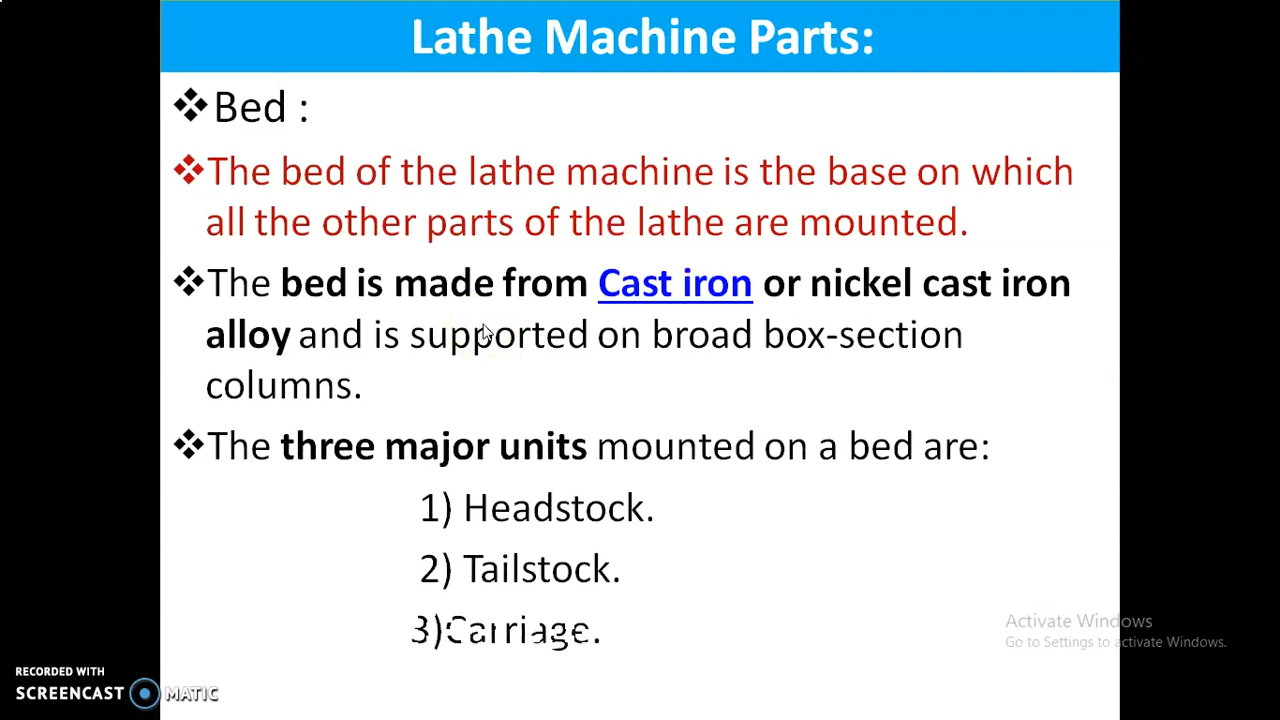 Lathe Machine Parts:
Bed :
The bed of the lathe machine is the base on which
all the other parts of the lathe are mounted.
The bed is made from Cast iron or nickel cast iron
alloy and is supported on broad box-section
columns.
The three major units mounted on a bed are:
1) Headstock.
2) Tailstock.
3)Carriage.
Activate Windows
Go to Settings to activate Windows.
RECORDED WITH
SCREENCAST MATIC